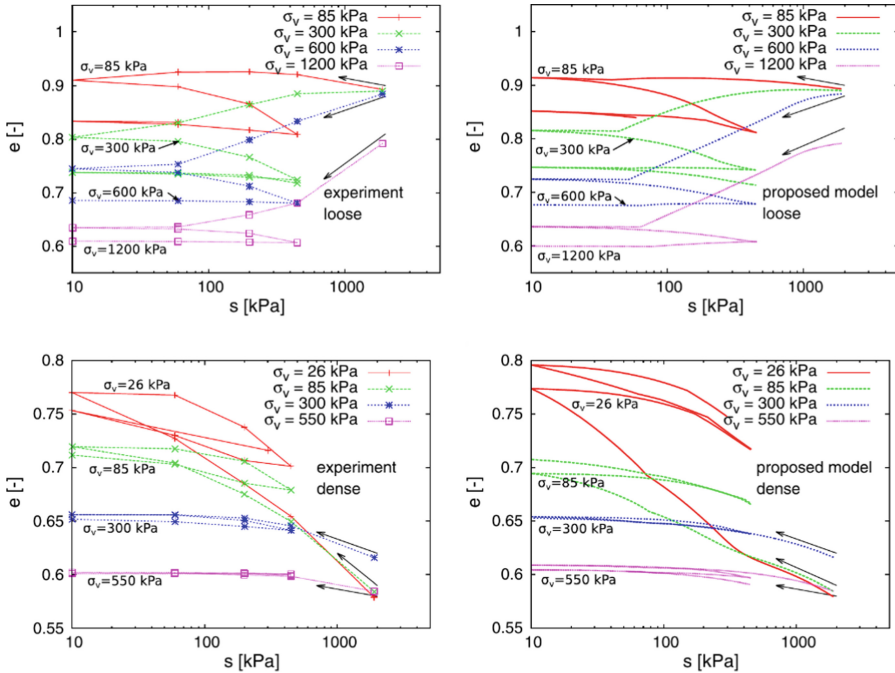 σv = 85 kPa
σv = 300 kPa
σv = 600 kPa
σv = 1200 kPa
σv=85 kPa
σv=300 kPa
σv=600 kPa
σv=1200 kPa
experiment
loose
e [-]
1
0.9
0.8
0.7
0.6
10
100
1000
s [kPa]
σv = 85 kPa
σv = 300 kPa
σv = 600 kPa
σv = 1200 kPa
σv=85 kPa
σv=300 kPa
σv=600 kPa
σv=1200 kPa
proposed model
loose
e [-]
1
0.9
0.8
0.7
0.6
10
100
1000
s [kPa]
σv = 26 kPa
σv = 85 kPa
σv = 300 kPa
σv = 550 kPa
σv=26 kPa
σv=85 kPa
σv=300 kPa
σv=550 kPa
experiment
dense
e [-]
0.8
0.75
0.7
0.65
0.6
0.55
10
100
1000
s [kPa]
σv = 26 kPa
σv = 85 kPa
σv = 300 kPa
σv = 550 kPa
σv=26 kPa
σv=85 kPa
σv=300 kPa
σv=550 kPa
proposed model
dense
e [-]
0.8
0.75
0.7
0.65
0.6
0.55
10
100
1000
s [kPa]